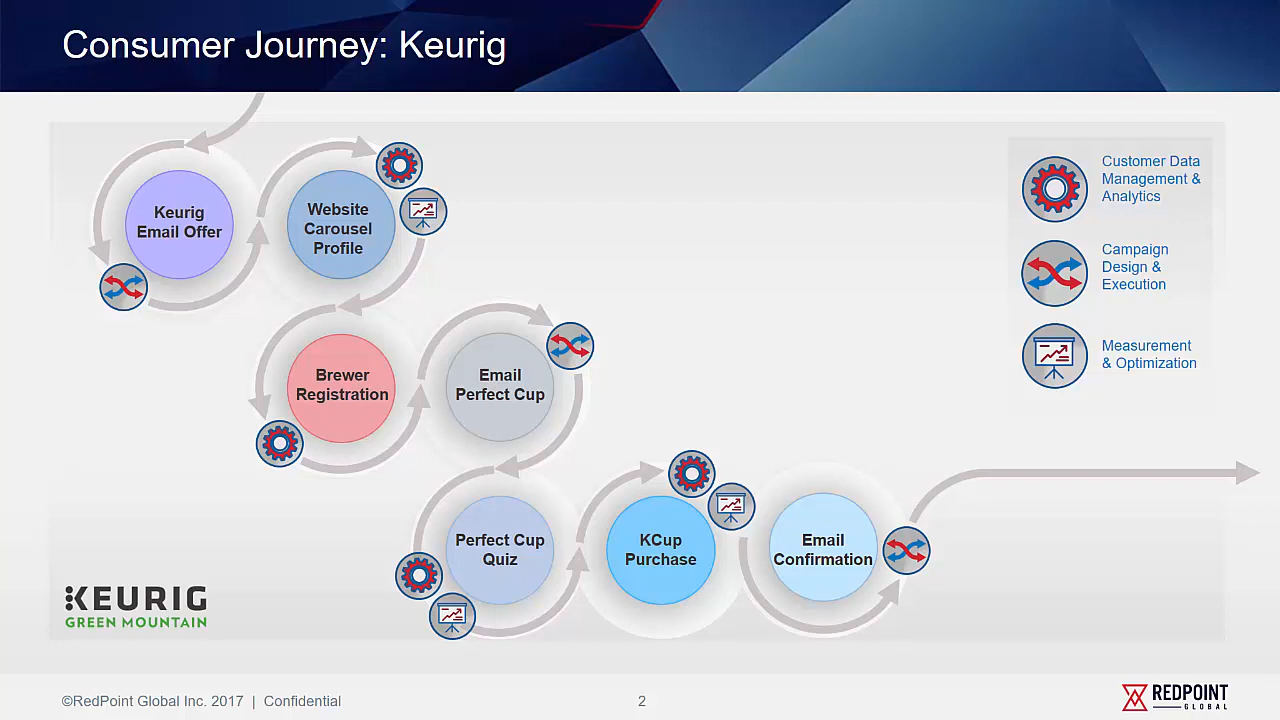 Consumer Journey: Keurig
Keurig
Email Offer
Website
Carousel
Profile
Customer Data
Management &
Analytics
Campaign
Design &
Execution
Measurement
& Optimization
Brewer
Registration
Email
Perfect Cup
Perfect Cup
Quiz
KCup
Purchase
Email
Confirmation
KEURIG
GREEN MOUNTAIN
©RedPoint Global Inc. 2017 | Confidential
2
REDPOINT
GLOBAL